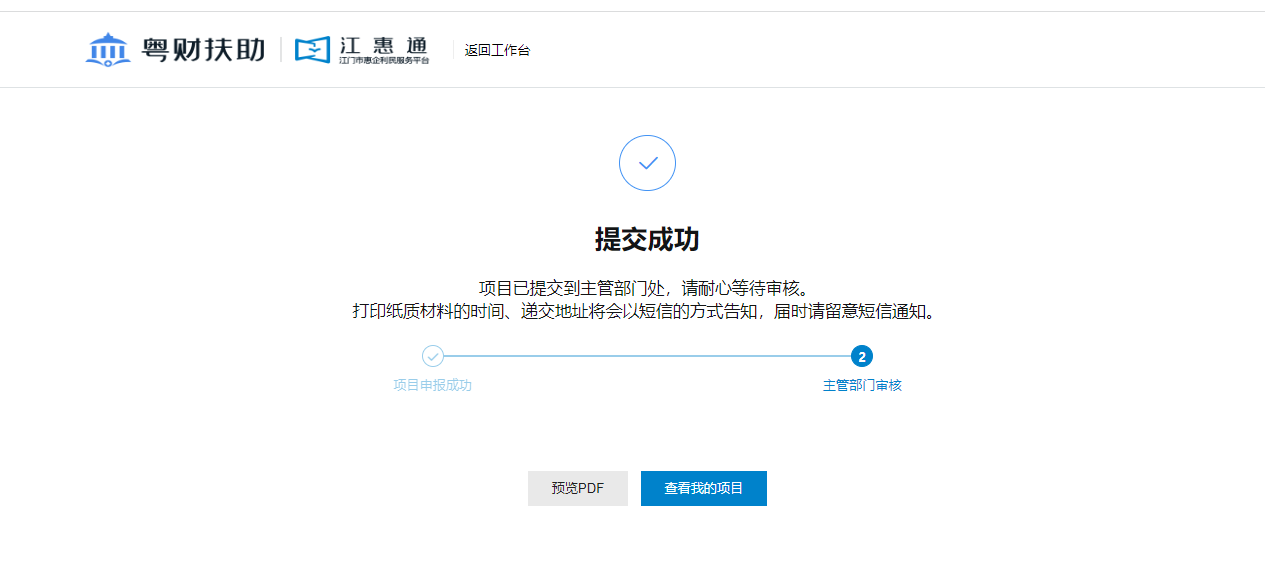 粤财扶助
江惠通
江门市惠企利民服务平台
返回工作台
提交成功
项目已提交到主管部门处，请耐心等待审核。
打印纸质材料的时间、递交地址将会以短信的方式告知，届时请留意短信通知。
2
项目申报成功
主管部门审核
预览PDF
查看我的项目